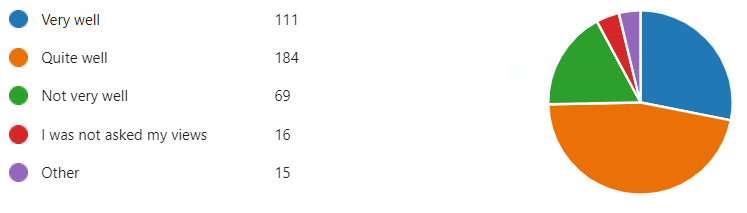 Very well 111
Quite well 184
Not very well 69
I was not asked my views 16
Other 15